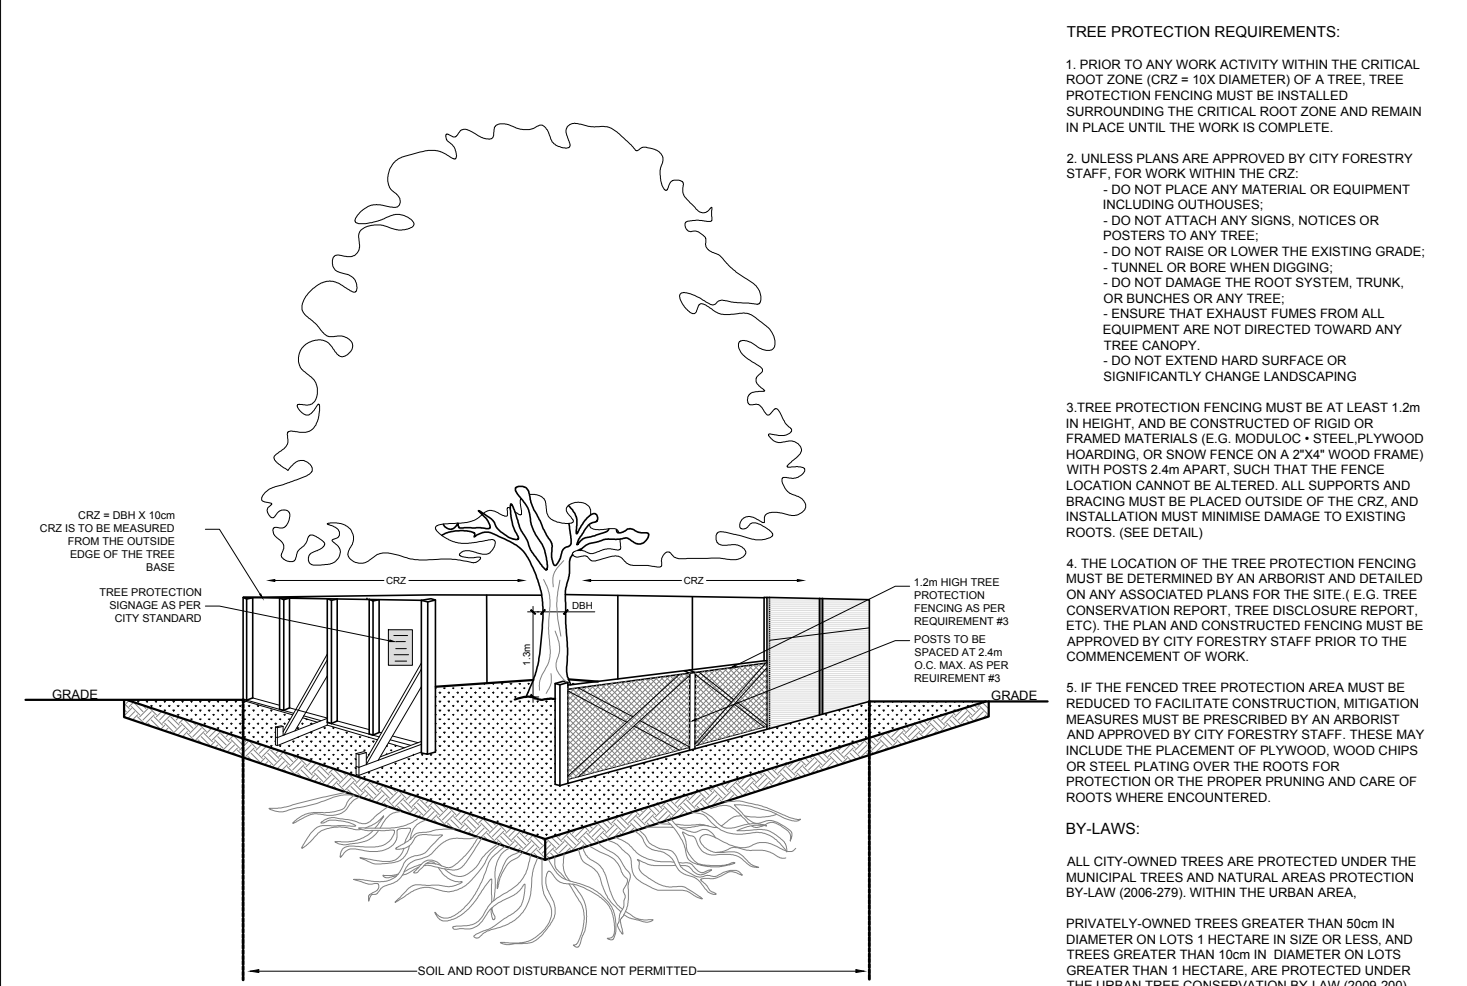 TREE PROTECTION REQUIREMENTS:
1. PRIOR TO ANY WORK ACTIVITY WITHIN THE CRITICAL
ROOT ZONE (CRZ = 10X DIAMETER) OF A TREE, TREE
PROTECTION FENCING MUST BE INSTALLED
SURROUNDING THE CRITICAL ROOT ZONE AND REMAIN
IN PLACE UNTIL THE WORK IS COMPLETE.
2. UNLESS PLANS ARE APPROVED BY CITY FORESTRY
STAFF, FOR WORK WITHIN THE CRZ:
- DO NOT PLACE ANY MATERIAL OR EQUIPMENT
INCLUDING OUTHOUSES;
- DO NOT ATTACH ANY SIGNS, NOTICES OR
POSTERS TO ANY TREE;
- DO NOT RAISE OR LOWER THE EXISTING GRADE;
- TUNNEL OR BORE WHEN DIGGING;
- DO NOT DAMAGE THE ROOT SYSTEM, TRUNK,
OR BUNCHES OR ANY TREE;
- ENSURE THAT EXHAUST FUMES FROM ALL
EQUIPMENT ARE NOT DIRECTED TOWARD ANY
TREE CANOPY.
- DO NOT EXTEND HARD SURFACE OR
SIGNIFICANTLY CHANGE LANDSCAPING
3.TREE PROTECTION FENCING MUST BE AT LEAST 1.2m
IN HEIGHT, AND BE CONSTRUCTED OF RIGID OR
FRAMED MATERIALS (E.G. MODULOC • STEEL,PLYWOOD
HOARDING, OR SNOW FENCE ON A 2"X4" WOOD FRAME)
WITH POSTS 2.4m APART, SUCH THAT THE FENCE
LOCATION CANNOT BE ALTERED. ALL SUPPORTS AND
BRACING MUST BE PLACED OUTSIDE OF THE CRZ, AND
INSTALLATION MUST MINIMISE DAMAGE TO EXISTING
ROOTS. (SEE DETAIL)
4. THE LOCATION OF THE TREE PROTECTION FENCING
MUST BE DETERMINED BY AN ARBORIST AND DETAILED
ON ANY ASSOCIATED PLANS FOR THE SITE.( E.G. TREE
CONSERVATION REPORT, TREE DISCLOSURE REPORT,
ETC). THE PLAN AND CONSTRUCTED FENCING MUST BE
APPROVED BY CITY FORESTRY STAFF PRIOR TO THE
COMMENCEMENT OF WORK.
5. IF THE FENCED TREE PROTECTION AREA MUST BE
REDUCED TO FACILITATE CONSTRUCTION, MITIGATION
MEASURES MUST BE PRESCRIBED BY AN ARBORIST
AND APPROVED BY CITY FORESTRY STAFF. THESE MAY
INCLUDE THE PLACEMENT OF PLYWOOD, WOOD CHIPS
OR STEEL PLATING OVER THE ROOTS FOR
PROTECTION OR THE PROPER PRUNING AND CARE OF
ROOTS WHERE ENCOUNTERED.
BY-LAWS:
ALL CITY-OWNED TREES ARE PROTECTED UNDER THE
MUNICIPAL TREES AND NATURAL AREAS PROTECTION
BY-LAW (2006-279). WITHIN THE URBAN AREA,
PRIVATELY-OWNED TREES GREATER THAN 50cm IN
DIAMETER ON LOTS 1 HECTARE IN SIZE OR LESS, AND
TREES GREATER THAN 10cm IN DIAMETER ON LOTS
GREATER THAN 1 HECTARE, ARE PROTECTED UNDER
THE URBAN TREE CONSERVATION BY-LAW (2009-200)
CRZ = DBH X 10cm
CRZ IS TO BE MEASURED
FROM THE OUTSIDE
EDGE OF THE TREE
BASE
TREE PROTECTION
SIGNAGE AS PER
CITY STANDARD
CRZ
CRZ
DBH
1.3m
1.2m HIGH TREE
PROTECTION
FENCING AS PER
REQUIREMENT #3
POSTS TO BE
SPACED AT 2.4m
O.C. MAX. AS PER
REUIREMENT #3
GRADE
GRADE
SOIL AND ROOT DISTURBANCE NOT PERMITTED